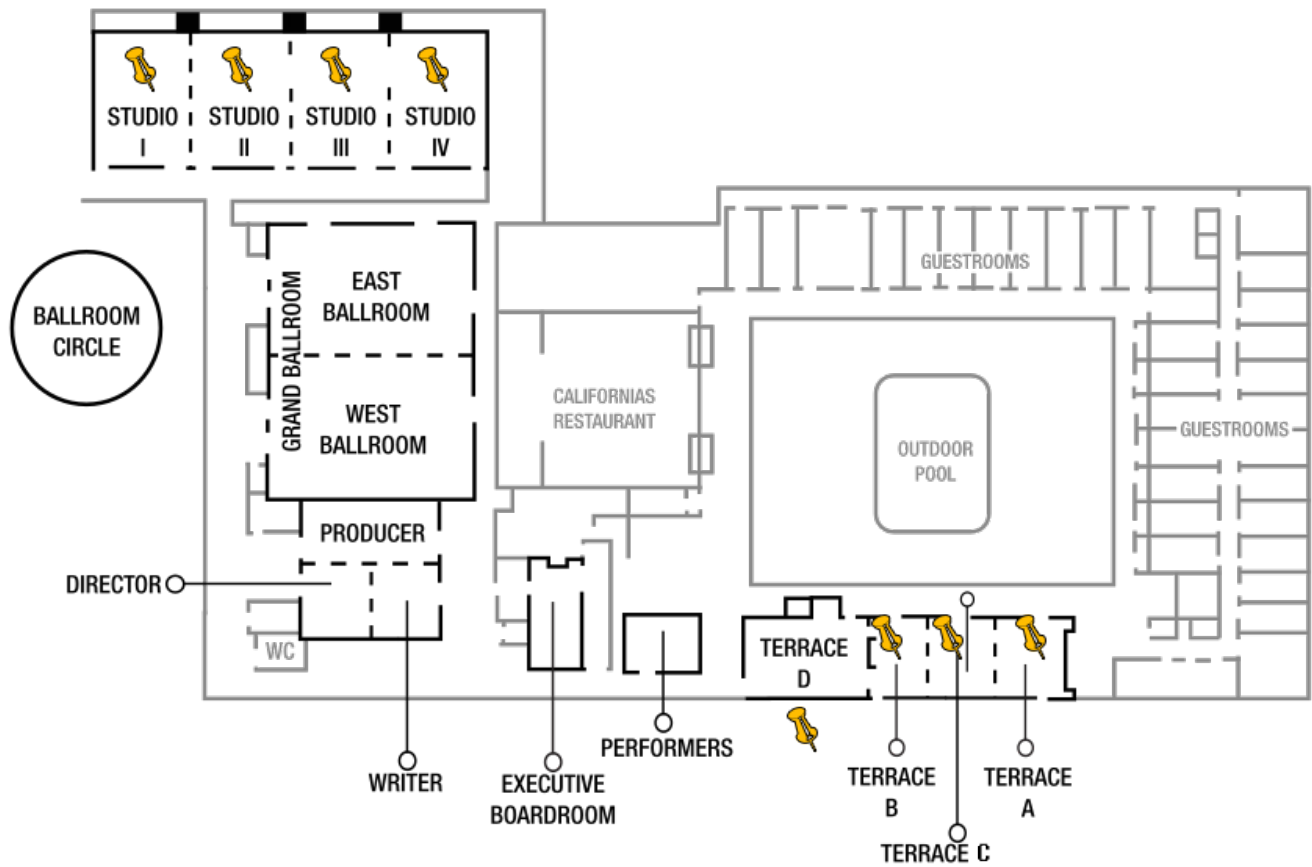 STUDIO
I
STUDIO
II
STUDIO
III
STUDIO
IV
BALLROOM
CIRCLE
GRAND BALLROOM
EAST
BALLROOM
WEST
BALLROOM
CALIFORNIAS
RESTAURANT
GUESTROOMS
OUTDOOR
POOL
GUESTROOMS
PRODUCER
DIRECTOR
WC
WRITER
EXECUTIVE
BOARDROOM
PERFORMERS
TERRACE
D
TERRACE
B
TERRACE
A
TERRACE C